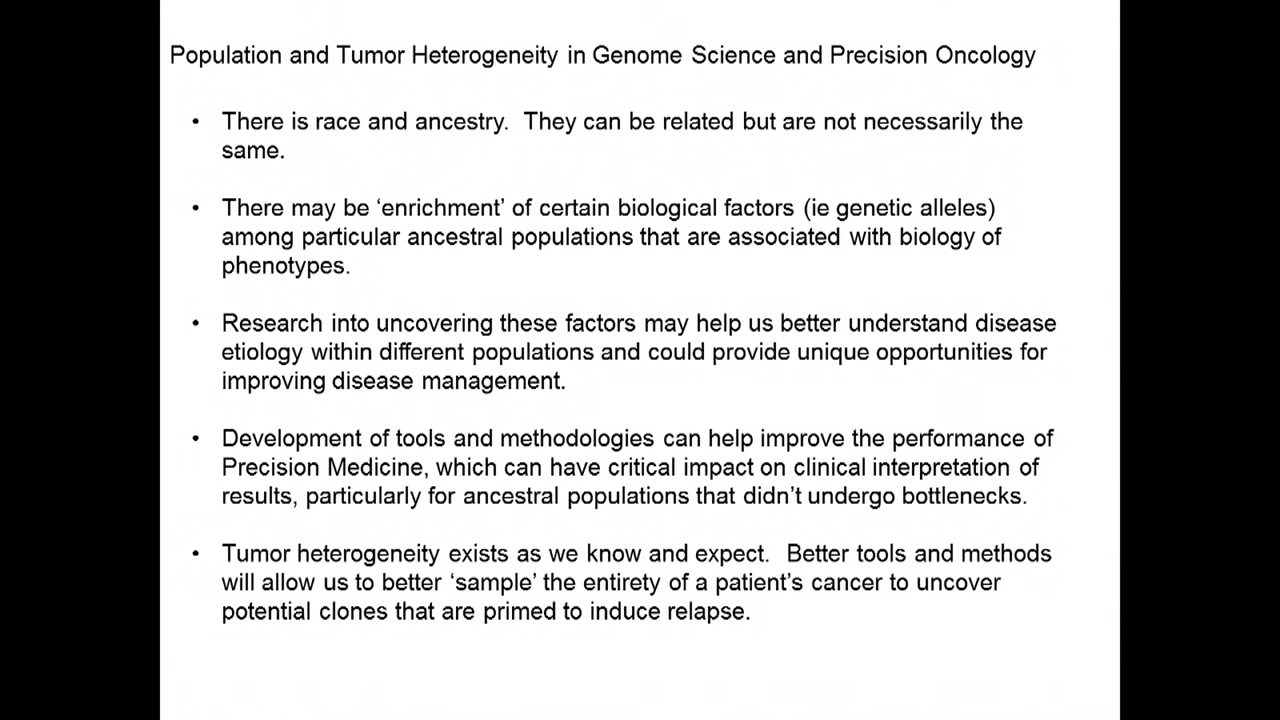 Population and Tumor Heterogeneity in Genome Science and Precision Oncology
• There is race and ancestry.  They can be related but are not necessarily the
same.
• There may be ‘enrichment’ of certain biological factors (ie genetic alleles)
among particular ancestral populations that are associated with biology of
phenotypes.
• Research into uncovering these factors may help us better understand disease
etiology within different populations and could provide unique opportunities for
improving disease management.
• Development of tools and methodologies can help improve the performance of
Precision Medicine, which can have critical impact on clinical interpretation of
results, particularly for ancestral populations that didn’t undergo bottlenecks.
• Tumor heterogeneity exists as we know and expect.  Better tools and methods
will allow us to better ‘sample’ the entirety of a patient’s cancer to uncover
potential clones that are primed to induce relapse.